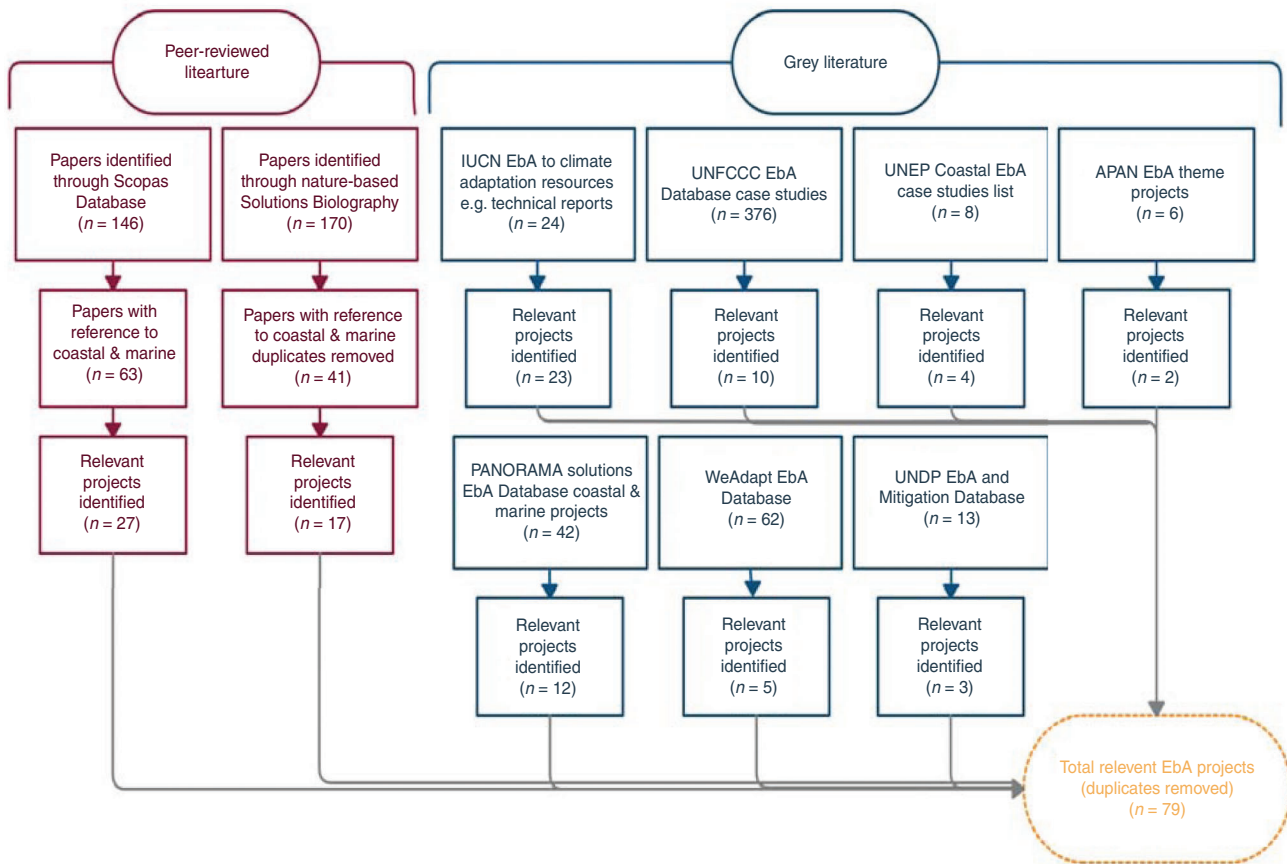 Peer-reviewed
litearture
Grey literature
Papers identified
through Scopas
Database
(n = 146)
Papers identified
through nature-based
Solutions Biolography
(n = 170)
IUCN EbA to climate
adaptation resources
e.g. technical reports
(n = 24)
UNFCCC EbA
Database case studies
(n = 376)
UNEP Coastal EbA
case studies list
(n = 8)
APAN EbA theme
projects
(n = 6)
Papers with
reference to
coastal & marine
(n = 63)
Papers with reference
to coastal & marine
duplicates removed
(n = 41)
Relevant
projects
identified
(n = 23)
Relevant
projects
identified
(n = 10)
Relevant
projects
identified
(n = 4)
Relevant
projects
identified
(n = 2)
Relevant
projects
identified
(n = 27)
Relevant
projects
identified
(n = 17)
PANORAMA solutions
EbA Database coastal &
marine projects
(n = 42)
WeAdapt EbA
Database
(n = 62)
UNDP EbA and
Mitigation Database
(n = 13)
Relevant
projects
identified
(n = 12)
Relevant
projects
identified
(n = 5)
Relevant
projects
identified
(n = 3)
Total relevent EbA projects
(duplicates removed)
(n = 79)